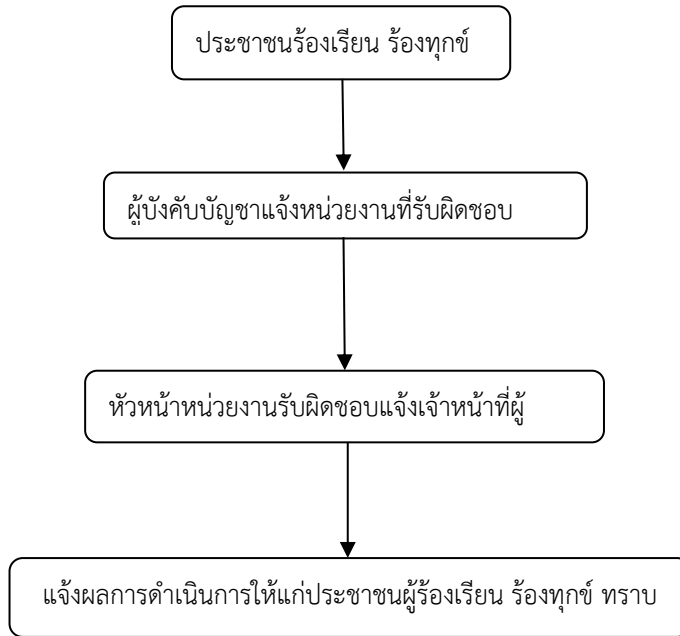 ประชาชนร้องเรียน ร้องทุกข์
ผู้บังคับบัญชาแจ้งหน่วยงานที่รับผิดชอบ
หัวหน้าหน่วยงานรับผิดชอบแจ้งเจ้าหน้าที่ผู้
แจ้งผลการดำเนินการให้แก่ประชาชนผู้ร้องเรียน ร้องทุกข์ ทราบ